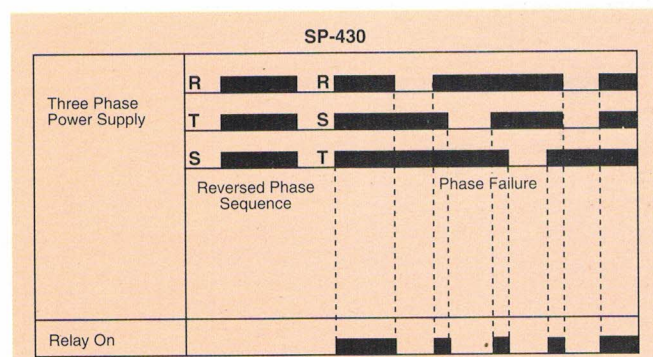 SP-430
Three Phase
Power Supply
R R
T S
S T
Reversed Phase
Sequence
Phase Failure
Relay On